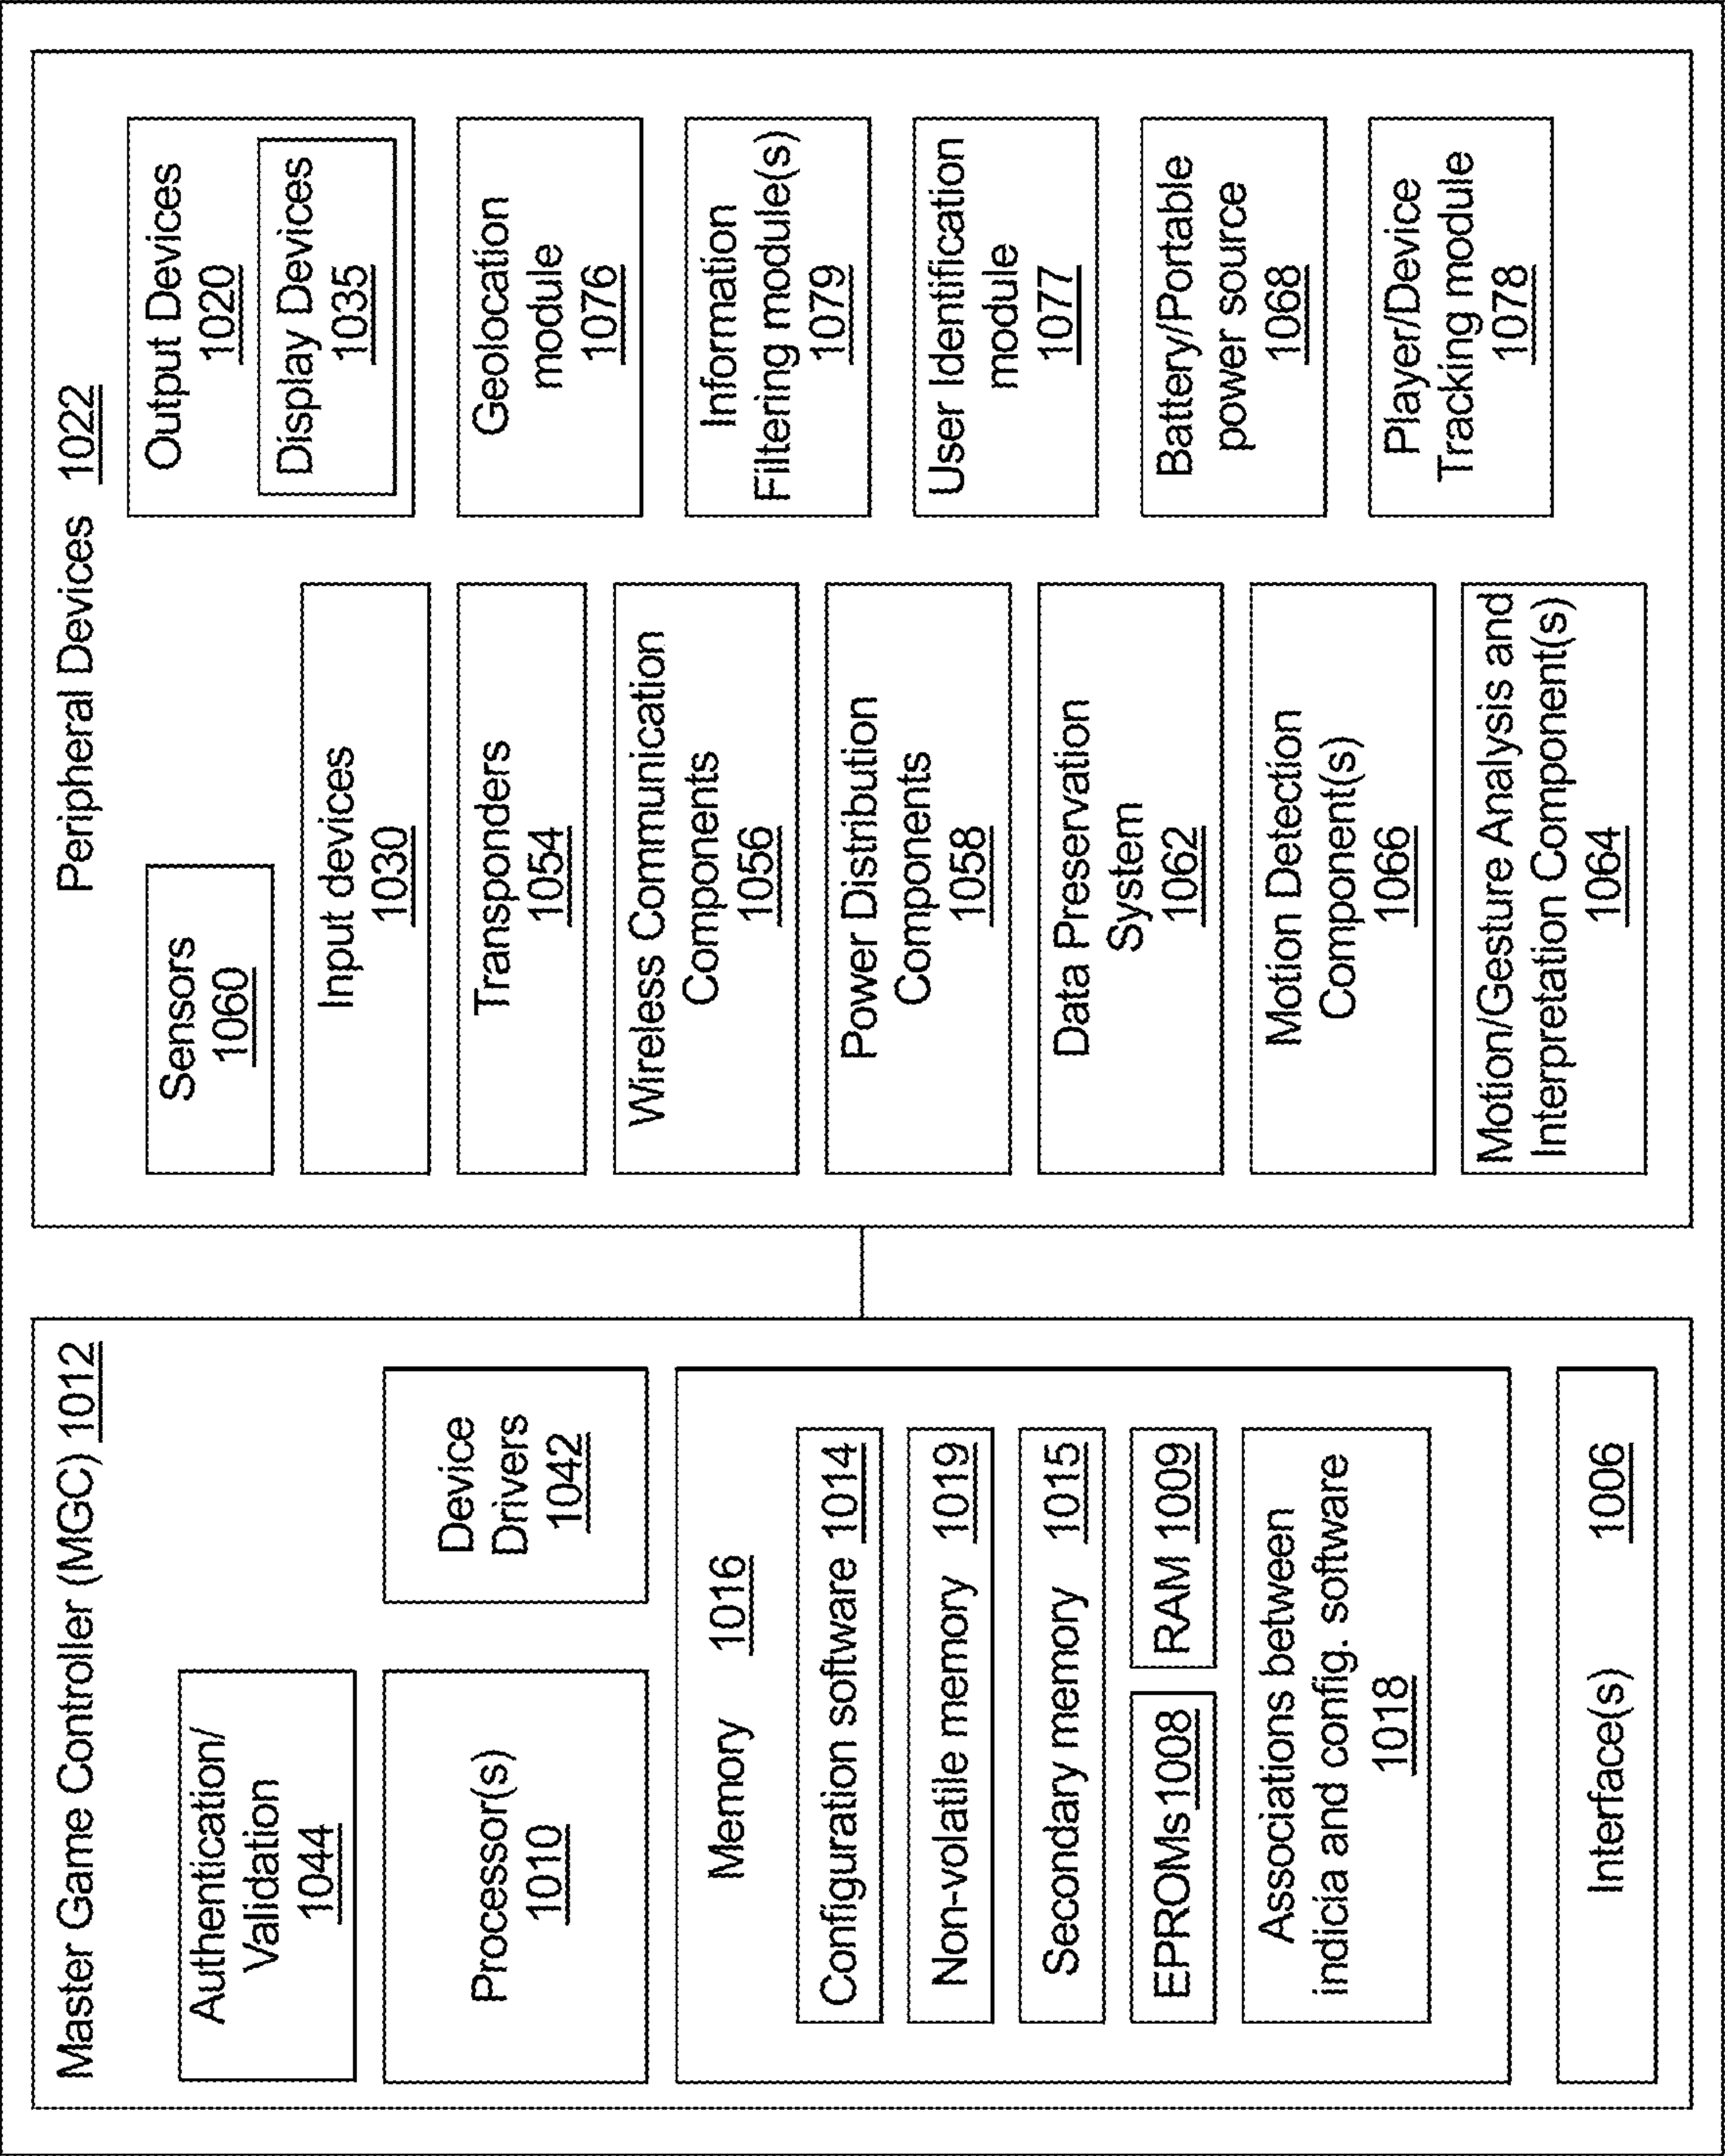 Master Game Controller (MGC) 1012
Authentication/
Validation
1044
Processor(s)
1010
Device
Drivers
1042
Memory 1016
Configuration software 1014
Non-volatile memory 1019
Secondary memory 1015
EPROMs1008
RAM 1009
Associations between
indicia and config. software
1018
Interface(s) 1006
Peripheral Devices 1022
Sensors
1060
Input devices
1030
Transponders
1054
Wireless Communication
Components
1056
Power Distribution
Components
1058
Data Preservation
System
1062
Motion Detection
Component(s)
1066
Motion/Gesture Analysis and
Interpretation Component(s)
1064
Output Devices
1020
Display Devices
1035
Geolocation
module
1076
Information
Filtering module(s)
1079
User Identification
module
1077
Battery/Portable
power source
1068
Player/Device
Tracking module
1078